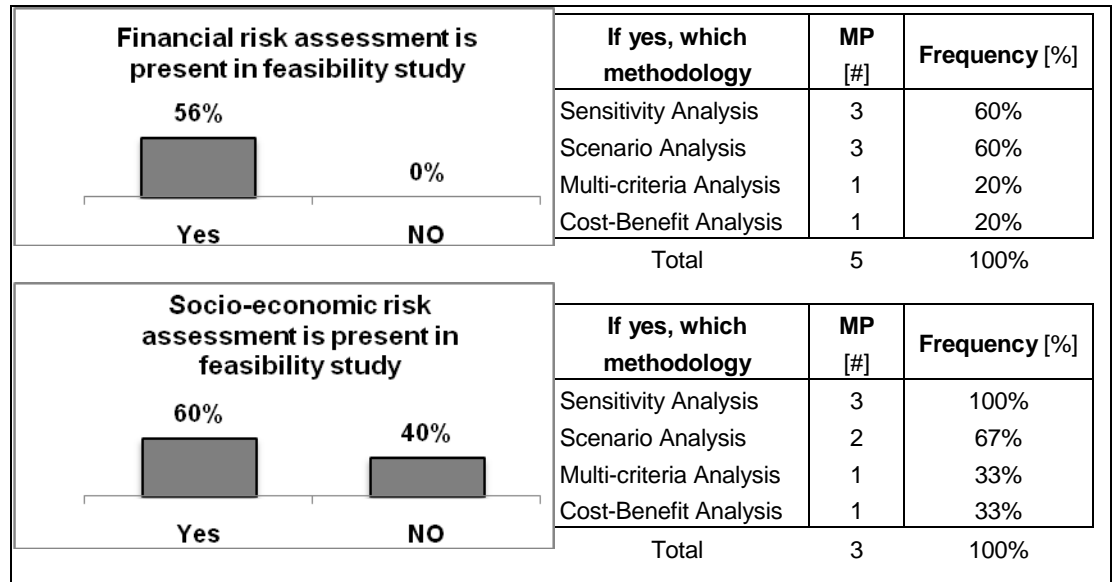 Financial risk assessment is
present in feasibility study
56%
0%
Yes NO
If yes, which methodology MP [#] Frequency [%]
Sensitivity Analysis 3 60%
Scenario Analysis 3 60%
Multi-criteria Analysis 1 20%
Cost-Benefit Analysis 1 20%
Total 5 100%
Socio-economic risk
assessment is present in
feasibility study
60%
40%
Yes NO
If yes, which methodology MP [#] Frequency [%]
Sensitivity Analysis 3 100%
Scenario Analysis 2 67%
Multi-criteria Analysis 1 33%
Cost-Benefit Analysis 1 33%
Total 3 100%